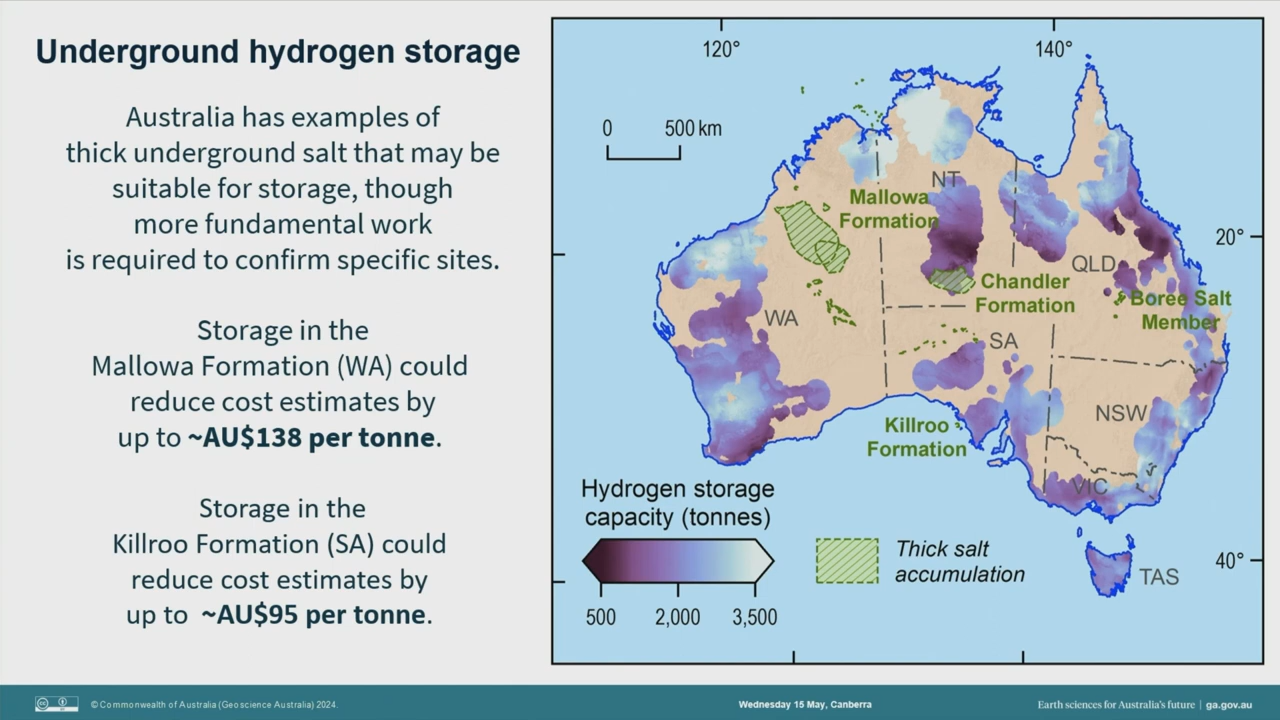 Underground hydrogen storage
Australia has examples of
thick underground salt that may be
suitable for storage, though
more fundamental work
is required to confirm specific sites.
Storage in the
Mallowa Formation (WA) could
reduce cost estimates by
up to ~AU$138 per tonne.
Storage in the
Killroo Formation (SA) could
reduce cost estimates by
up to ~AU$95 per tonne.
120°
140°
0 500 km
NT
Mallowa
Formation
20°
QLD
Chandler
Formation
Boree Salt
Member
WA
SA
NSW
Killroo
Formation
VIC
Hydrogen storage
capacity (tonnes)
500 2,000 3,500
Thick salt
accumulation
40°
TAS
© Commonwealth of Australia (Geoscience Australia) 2024.
Wednesday 15 May, Canberra
Earth sciences for Australia's future | ga.gov.au